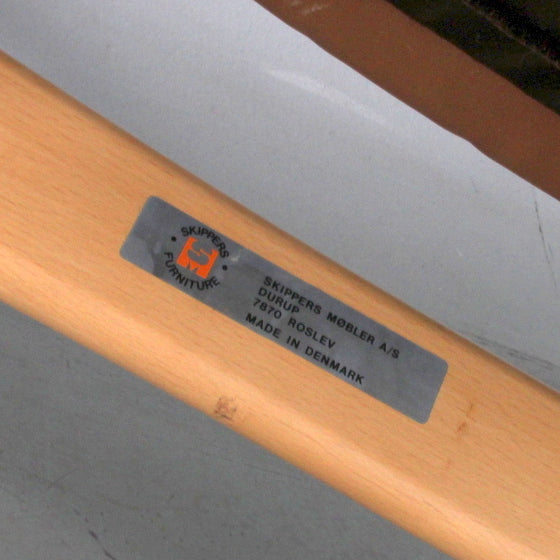 SKIPPERS
FURNITURE
SKIPPERS MØBLER A/S
DURUP
7870 ROSLEV
MADE IN DENMARK